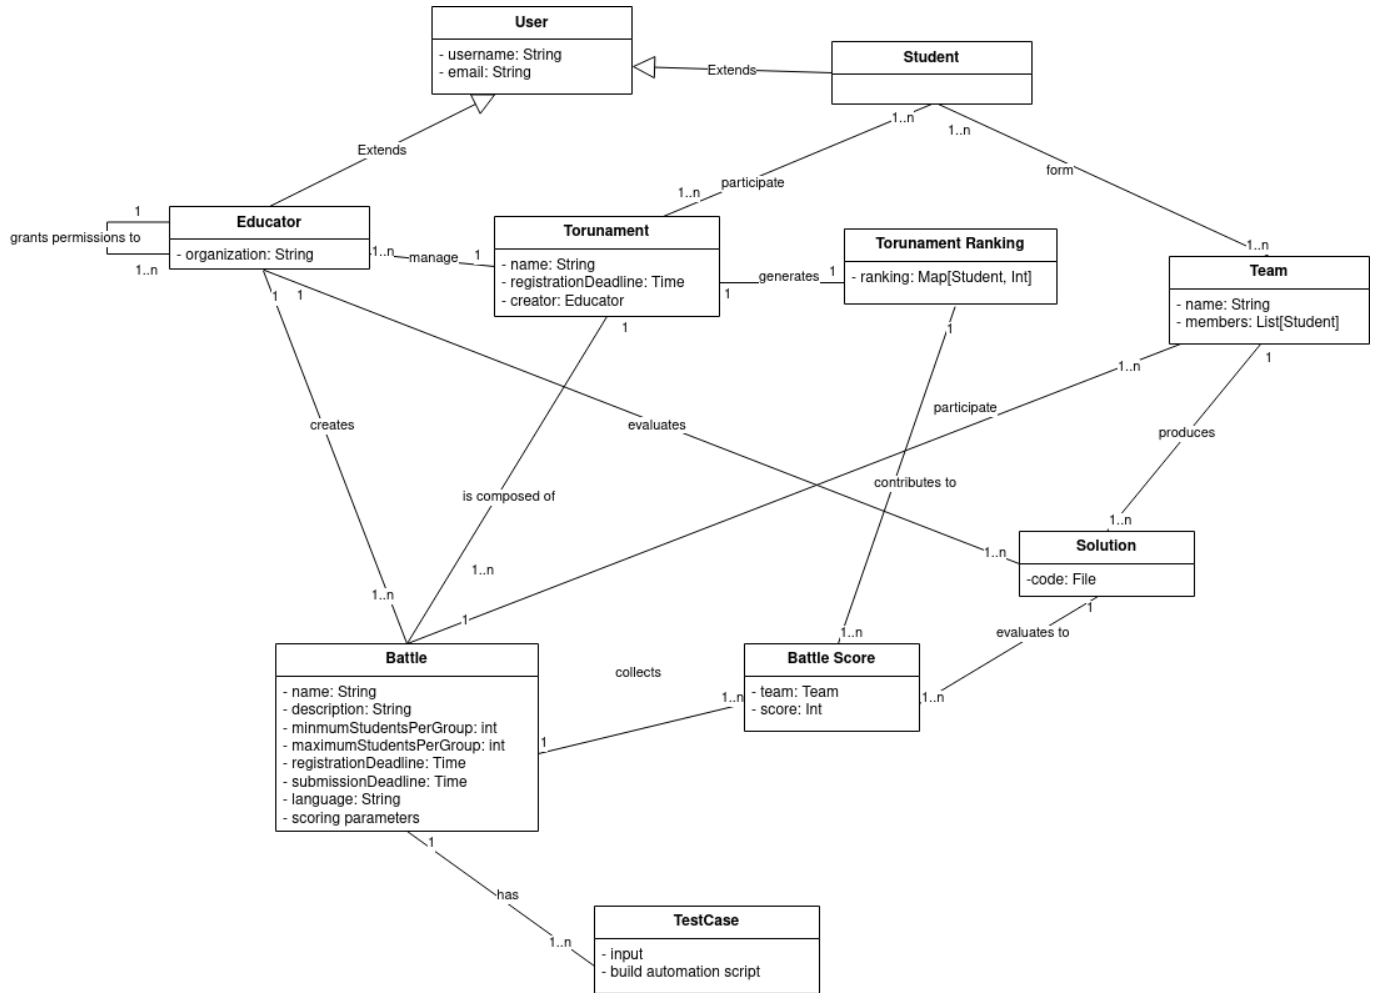 User
- username: String
- email: String
Student
Extends
Extends
1..n
1..n
form
participate
1..n
1
grants permissions to
1..n
Educator
- organization: String
1..n
manage
1
Torunament
- name: String
- registrationDeadline: Time
- creator: Educator
generates
1
1
Torunament Ranking
- ranking: Map[Student, Int]
1..n
Team
- name: String
- members: List[Student]
1
1
1
1
1..n
1
participate
creates
evaluates
produces
contributes to
is composed of
1..n
1..n
1..n
1..n
Solution
-code: File
1
1
1..n
evaluates to
Battle
- name: String
- description: String
- minmumStudentsPerGroup: int
- maximumStudentsPerGroup: int
- registrationDeadline: Time
- submissionDeadline: Time
- language: String
- scoring parameters
collects
1
1..n
Battle Score
- team: Team
- score: Int
1..n
1
has
1..n
TestCase
- input
- build automation script